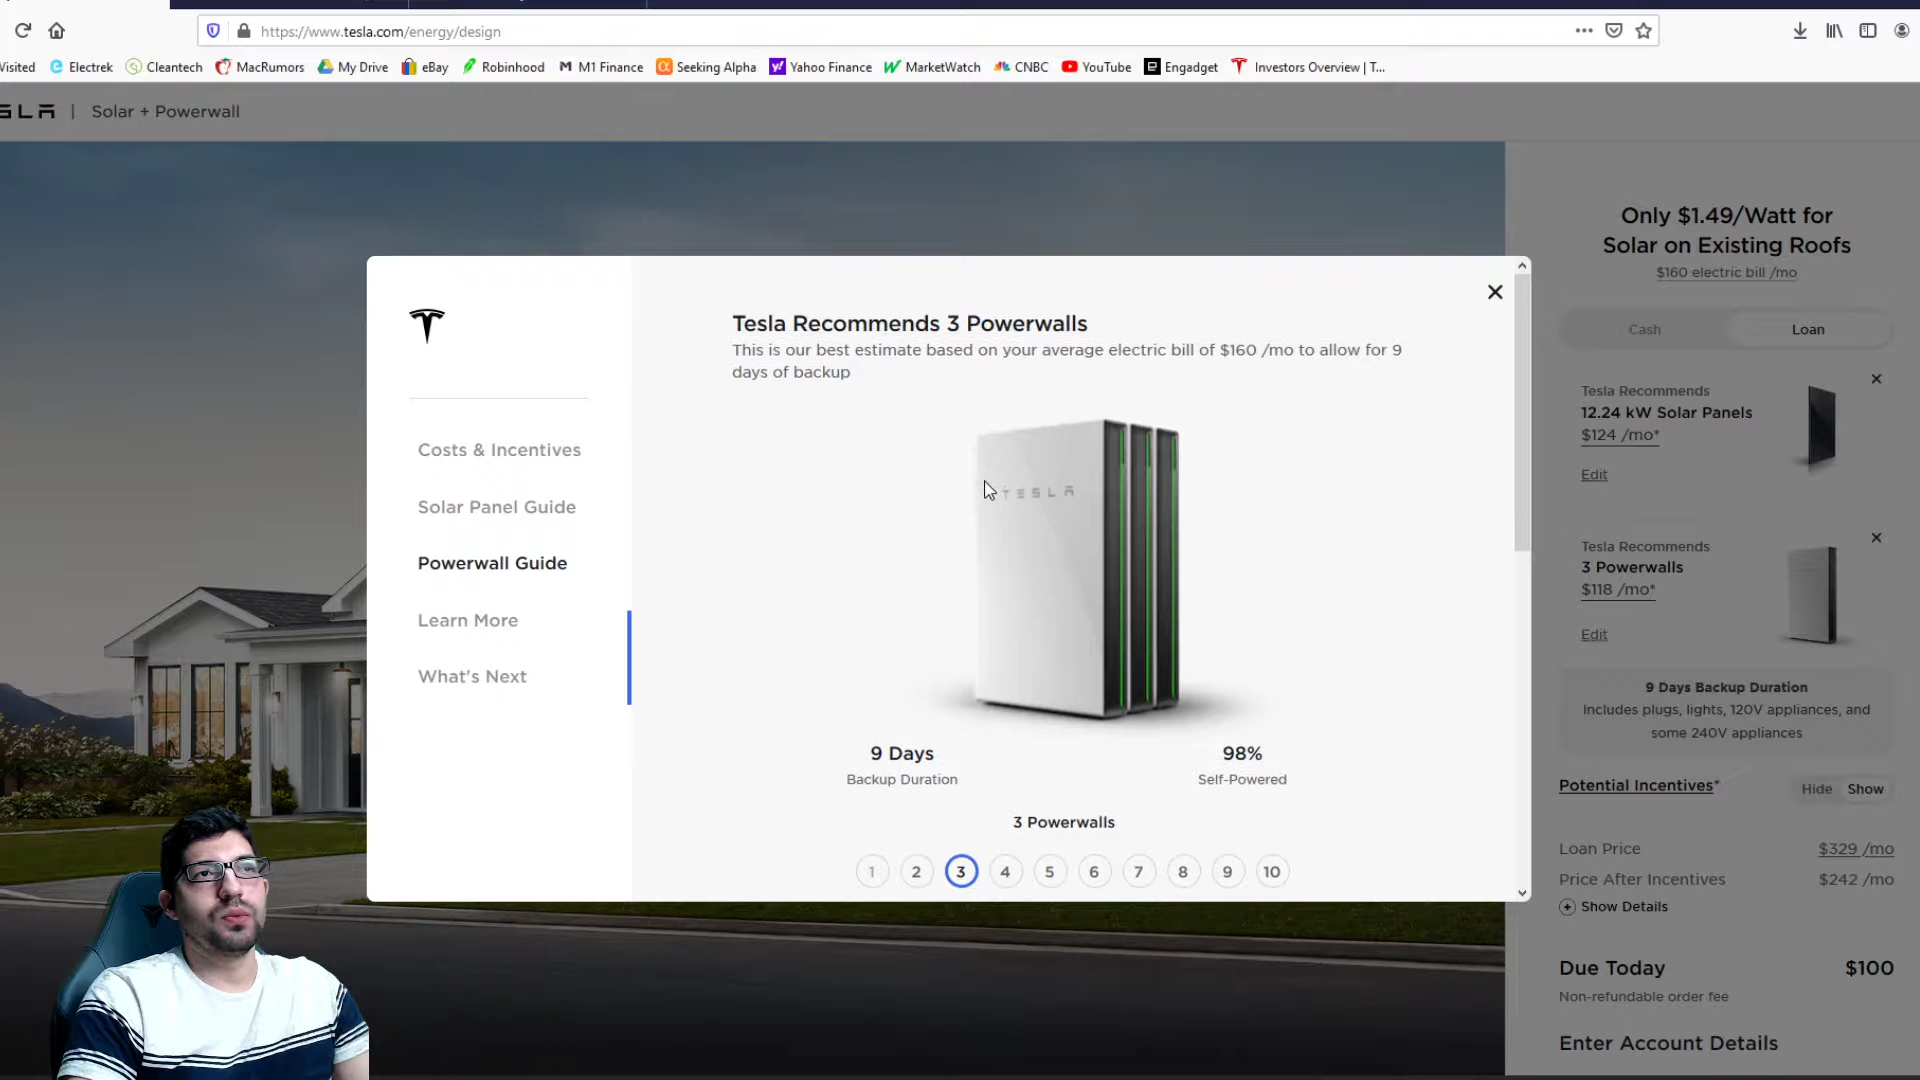 https://www.tesla.com/energy/design
Visited
Electrek
Cleantech
MacRumors
My Drive
eBay
Robinhood
M1 Finance
Seeking Alpha
Yahoo Finance
MarketWatch
CNBC
YouTube
Engadget
Investors Overview | T...
SLA | Solar + Powerwall
Costs & Incentives
Solar Panel Guide
Powerwall Guide
Learn More
What's Next
Tesla Recommends 3 Powerwalls
This is our best estimate based on your average electric bill of $160 /mo to allow for 9
days of backup
TESLA
9 Days
Backup Duration
98%
Self-Powered
3 Powerwalls
1 2 3 4 5 6 7 8 9 10
Only $1.49/Watt for
Solar on Existing Roofs
$160 electric bill /mo
Cash
Loan
Tesla Recommends
12.24 kW Solar Panels
$124 /mo*
Edit
Tesla Recommends
3 Powerwalls
$118 /mo*
Edit
9 Days Backup Duration
Includes plugs, lights, 120V appliances, and
some 240V appliances
Potential Incentives*
Hide Show
Loan Price $329 /mo
Price After Incentives $242 /mo
Show Details
Due Today $100
Non-refundable order fee
Enter Account Details